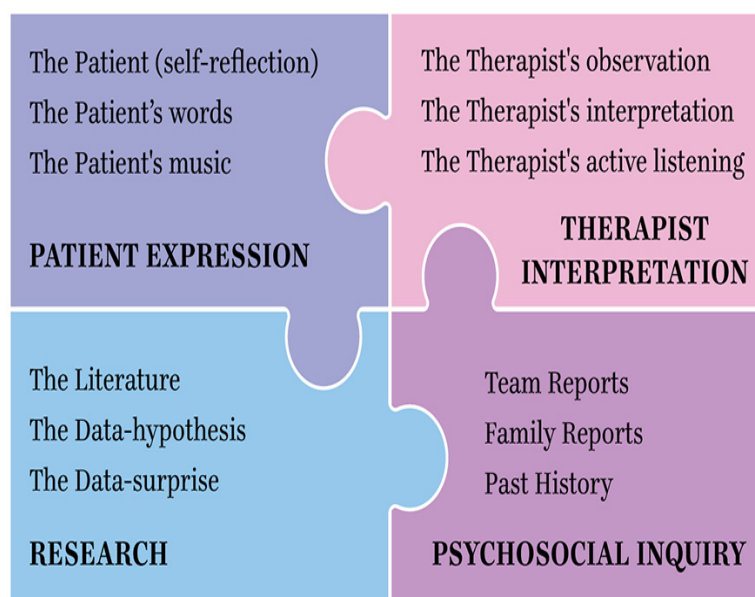 The Patient (self-reflection)
The Patient’s words
The Patient's music
PATIENT EXPRESSION
The Therapist's observation
The Therapist's interpretation
The Therapist's active listening
THERAPIST
INTERPRETATION
The Literature
The Data-hypothesis
The Data-surprise
RESEARCH
Team Reports
Family Reports
Past History
PSYCHOSOCIAL INQUIRY